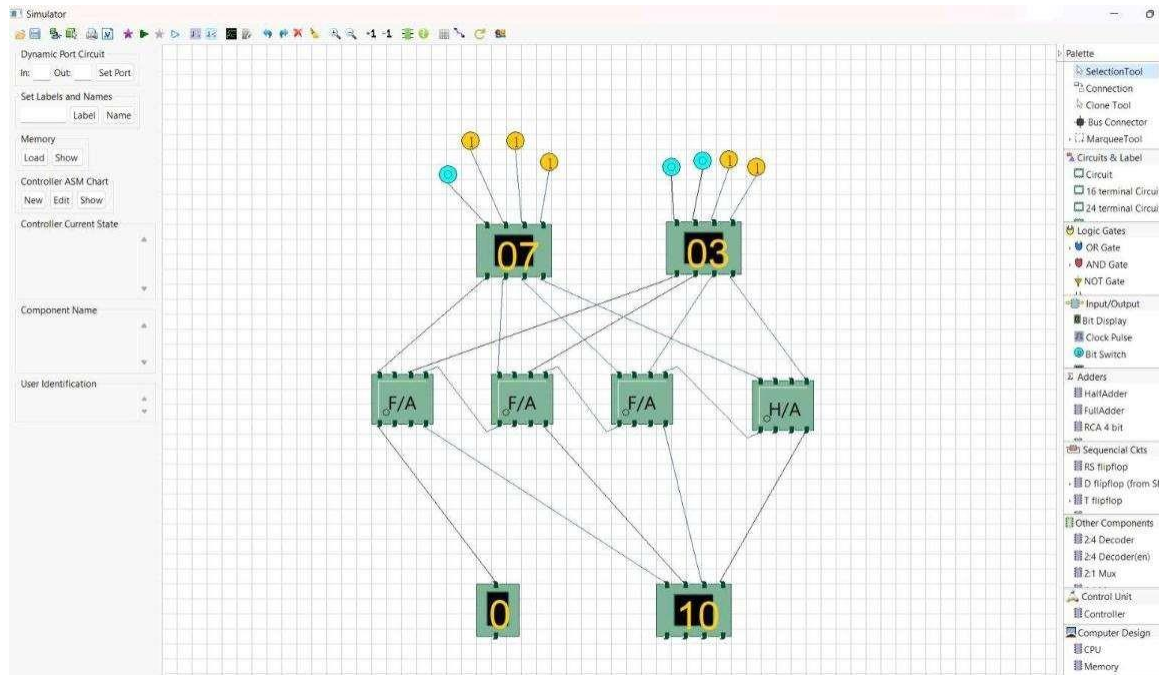 Simulator
-1 -1
Dynamic Port Circuit
In: Out: Set Port
Set Labels and Names
Label Name
Memory
Load Show
Controller ASM Chart
New Edit Show
Controller Current State
Component Name
User Identification
1 1 1 1 1
07 03
F/A F/A F/A H/A
0 10
Palette
SelectionTool
Connection
Clone Tool
Bus Connector
MarqueeTool
Circuits & Label
Circuit
16 terminal Circui
24 terminal Circui
Logic Gates
OR Gate
AND Gate
NOT Gate
Input/Output
Bit Display
Clock Pulse
Bit Switch
Σ Adders
HalfAdder
FullAdder
RCA 4 bit
Sequencial Ckts
RS flipflop
D flipflop (from S
T flipflop
Other Components
2:4 Decoder
2:4 Decoder(en)
2:1 Mux
Control Unit
Controller
Computer Design
CPU
Memory